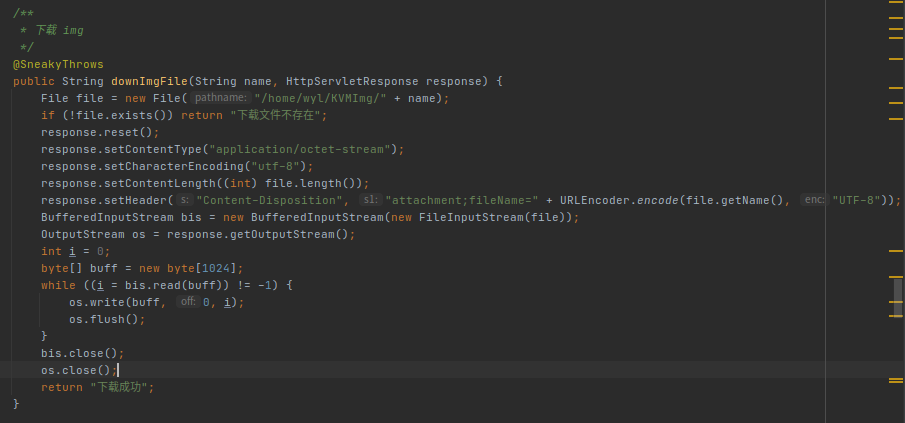 /**
 * 下载 img
 */
@SneakyThrows
public String downImgFile(String name, HttpServletResponse response) {
    File file = new File( pathname: "/home/wyl/KVMImg/" + name);
    if (!file.exists()) return "下载文件不存在";
    response.reset();
    response.setContentType("application/octet-stream");
    response.setCharacterEncoding("utf-8");
    response.setContentLength((int) file.length());
    response.setHeader( s: "Content-Disposition", s1: "attachment;fileName=" + URLEncoder.encode(file.getName(), enc: "UTF-8"));
    BufferedInputStream bis = new BufferedInputStream(new FileInputStream(file));
    OutputStream os = response.getOutputStream();
    int i = 0;
    byte[] buff = new byte[1024];
    while ((i = bis.read(buff)) != -1) {
        os.write(buff, off: 0, i);
        os.flush();
    }
    bis.close();
    os.close();
    return "下载成功";
}